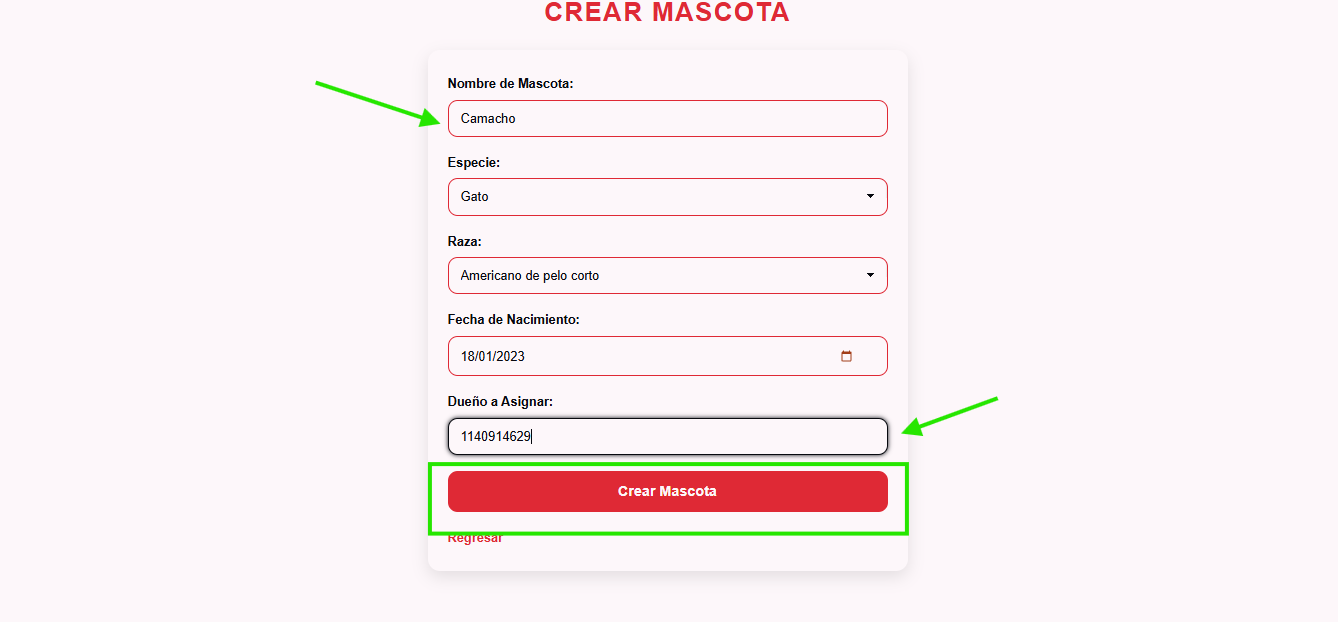 CREAR MASCOTA
Nombre de Mascota:
Camacho
Especie:
Gato
Raza:
Americano de pelo corto
Fecha de Nacimiento:
18/01/2023
Dueño a Asignar:
1140914629
Crear Mascota
Regresar